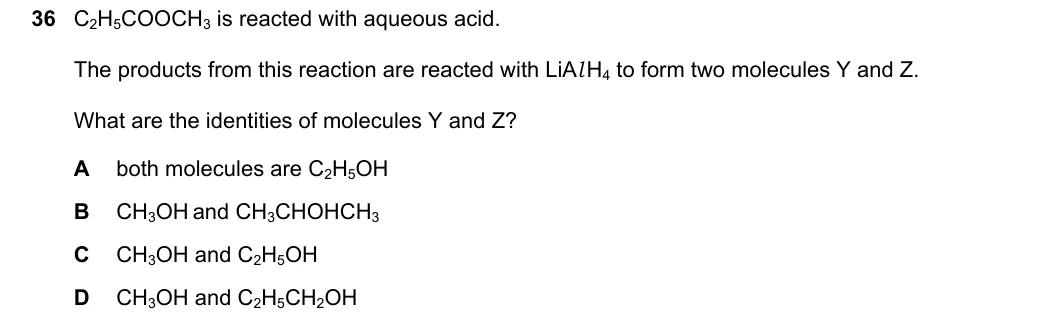 36 C₂H₅COOCH₃ is reacted with aqueous acid.
The products from this reaction are reacted with LiAlH₄ to form two molecules Y and Z.
What are the identities of molecules Y and Z?
A both molecules are C₂H₅OH
B CH₃OH and CH₃CHOHCH₃
C CH₃OH and C₂H₅OH
D CH₃OH and C₂H₅CH₂OH